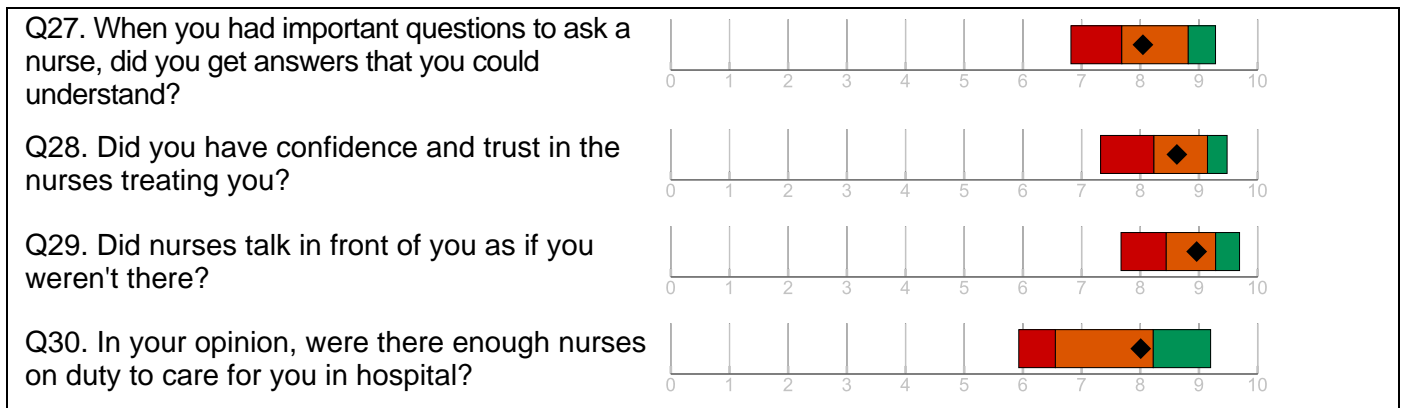 Q27. When you had important questions to ask a
nurse, did you get answers that you could
understand?
0 1 2 3 4 5 6 7 8 9 10
Q28. Did you have confidence and trust in the
nurses treating you?
0 1 2 3 4 5 6 7 8 9 10
Q29. Did nurses talk in front of you as if you
weren't there?
0 1 2 3 4 5 6 7 8 9 10
Q30. In your opinion, were there enough nurses
on duty to care for you in hospital?
0 1 2 3 4 5 6 7 8 9 10